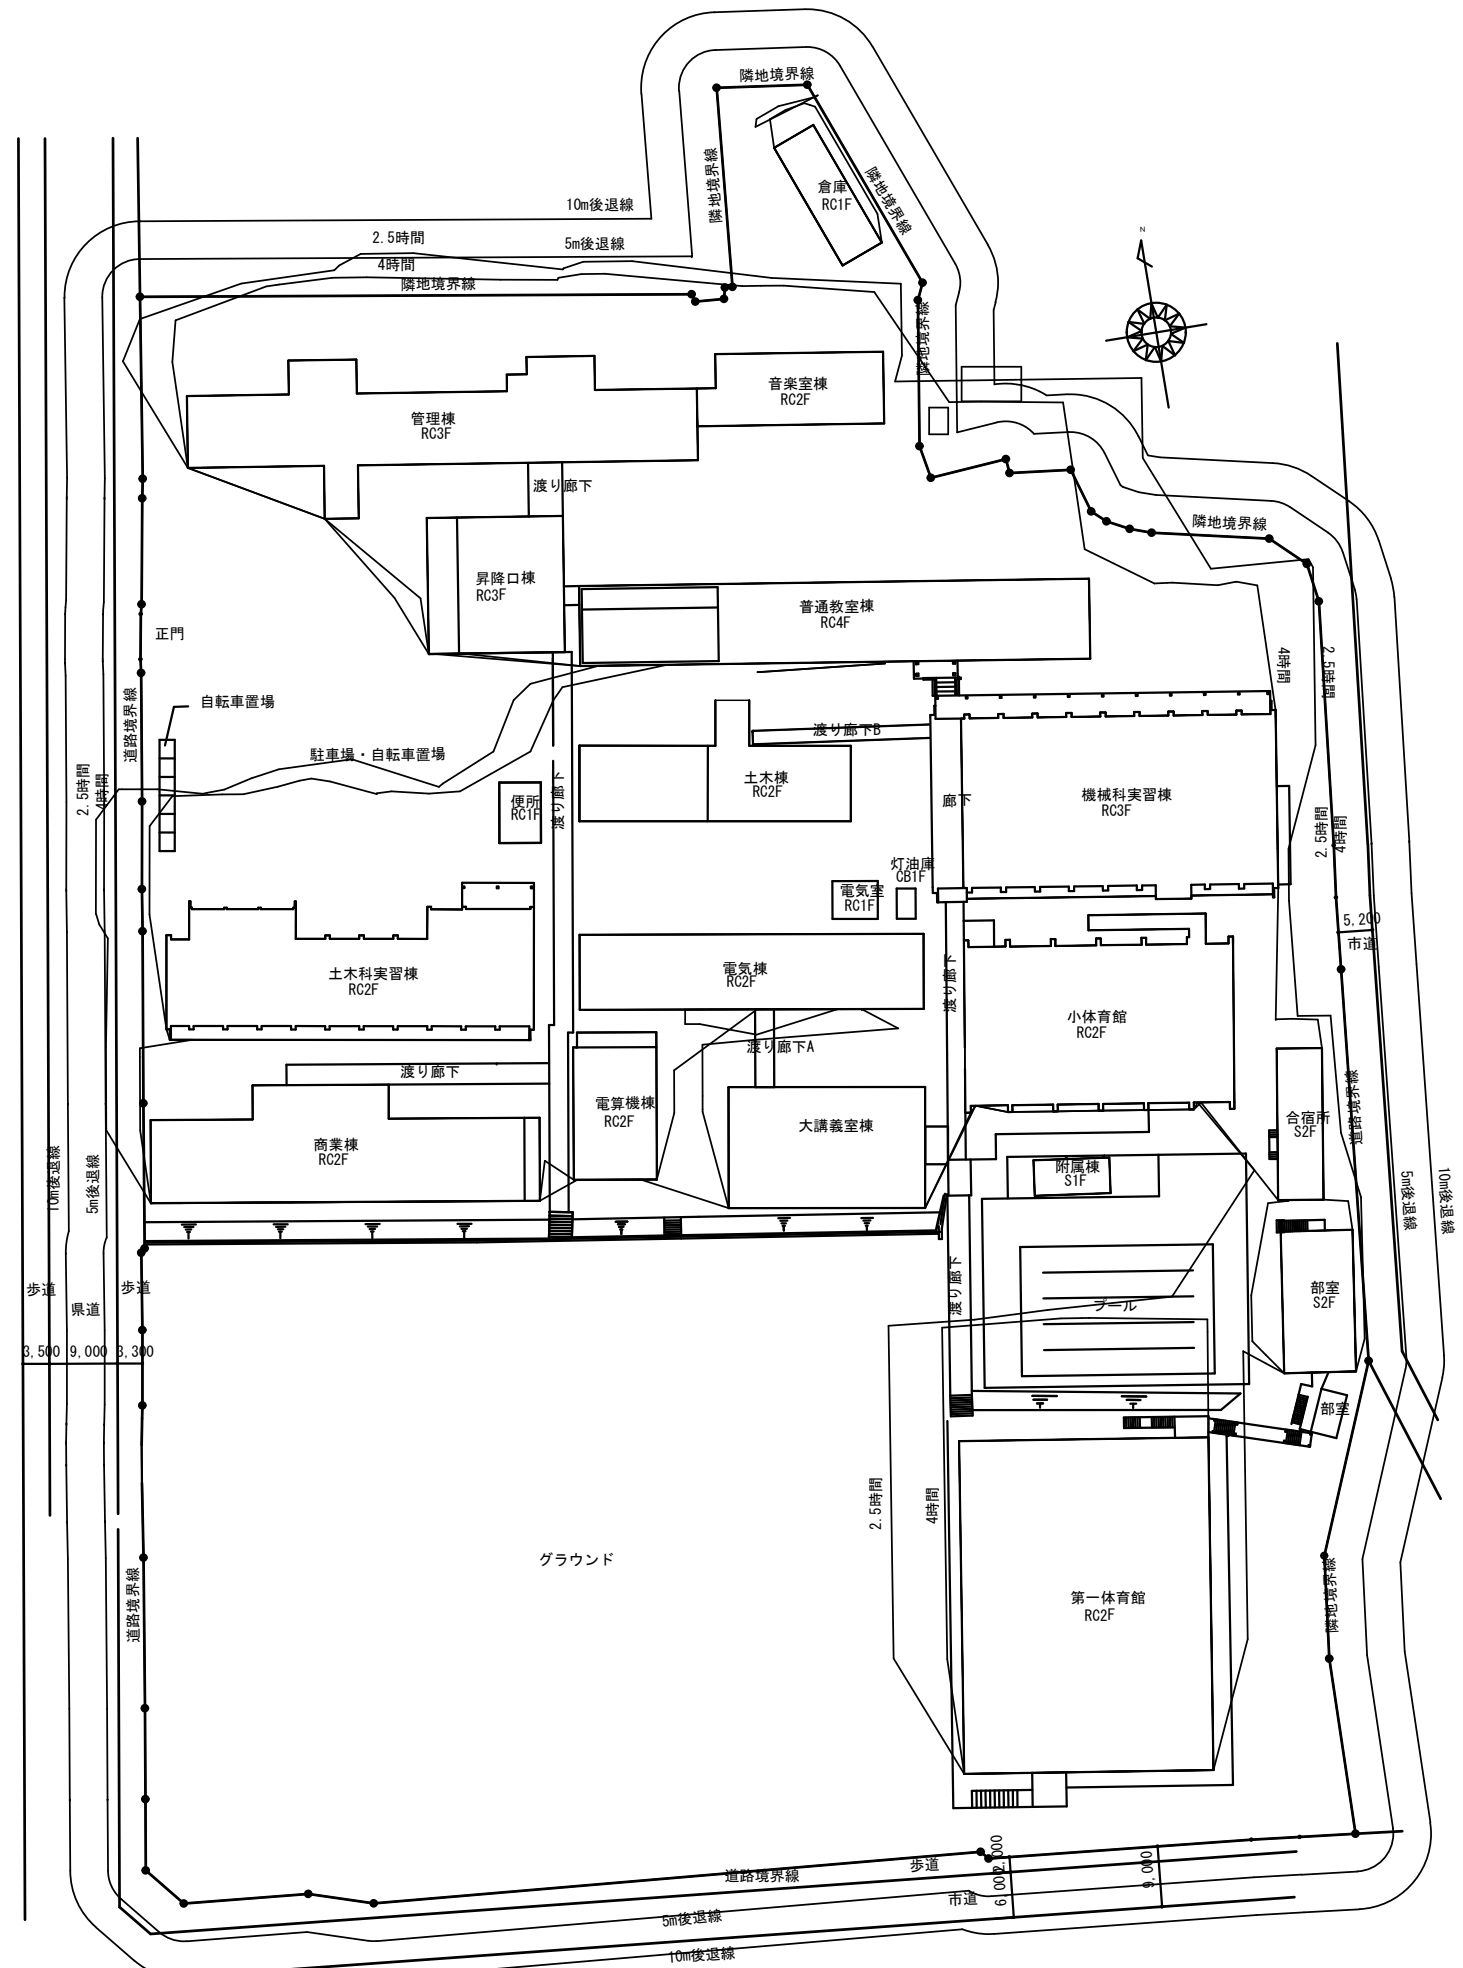 隣地境界線
隣地境界線
倉庫
RC1F
隣地境界線
10m後退線
2.5時間
5m後退線
4時間
隣地境界線
N
隣地境界線
音楽室棟
RC2F
管理棟
RC3F
渡り廊下
隣地境界線
昇降口棟
RC3F
普通教室棟
RC4F
正門
4時間
2.5時間
自転車置場
道路境界線
駐車場・自転車置場
渡り廊下B
2.5時間
4時間
便所
RC1F
渡り廊下
土木棟
RC2F
廊下
機械科実習棟
RC3F
2.5時間
4時間
灯油庫
CB1F
電気室
RC1F
5,200
市道
土木科実習棟
RC2F
電気棟
RC2F
渡り廊下
小体育館
RC2F
渡り廊下A
渡り廊下
電算機棟
RC2F
大講義室棟
合宿所
S2F
道路境界線
商業棟
RC2F
附属棟
S1F
10m後退線
5m後退線
5m後退線
10m後退線
歩道
県道
歩道
渡り廊下
プール
部室
S2F
3,500
9,000
3,300
部室
2.5時間
4時間
グラウンド
道路境界線
第一体育館
RC2F
隣地境界線
道路境界線
歩道
市道
5m後退線
10m後退線